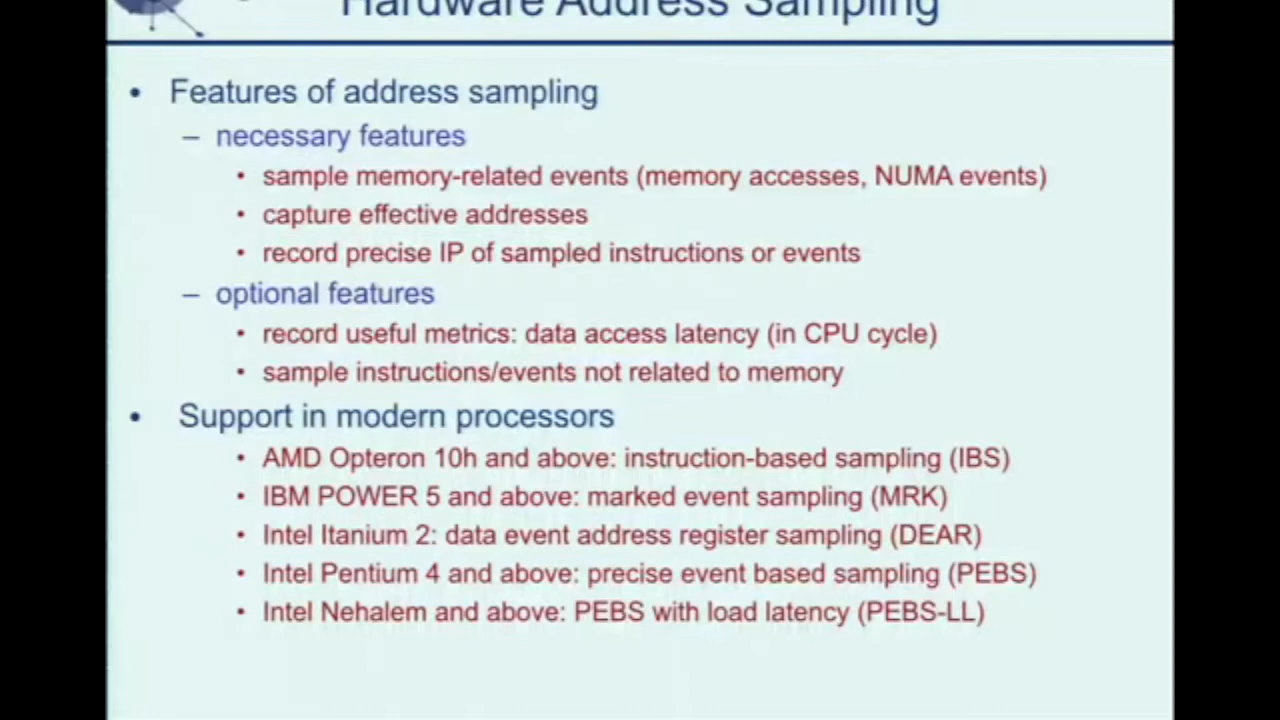 Hardware Address Sampling
• Features of address sampling
– necessary features
• sample memory-related events (memory accesses, NUMA events)
• capture effective addresses
• record precise IP of sampled instructions or events
– optional features
• record useful metrics: data access latency (in CPU cycle)
• sample instructions/events not related to memory
• Support in modern processors
• AMD Opteron 10h and above: instruction-based sampling (IBS)
• IBM POWER 5 and above: marked event sampling (MRK)
• Intel Itanium 2: data event address register sampling (DEAR)
• Intel Pentium 4 and above: precise event based sampling (PEBS)
• Intel Nehalem and above: PEBS with load latency (PEBS-LL)